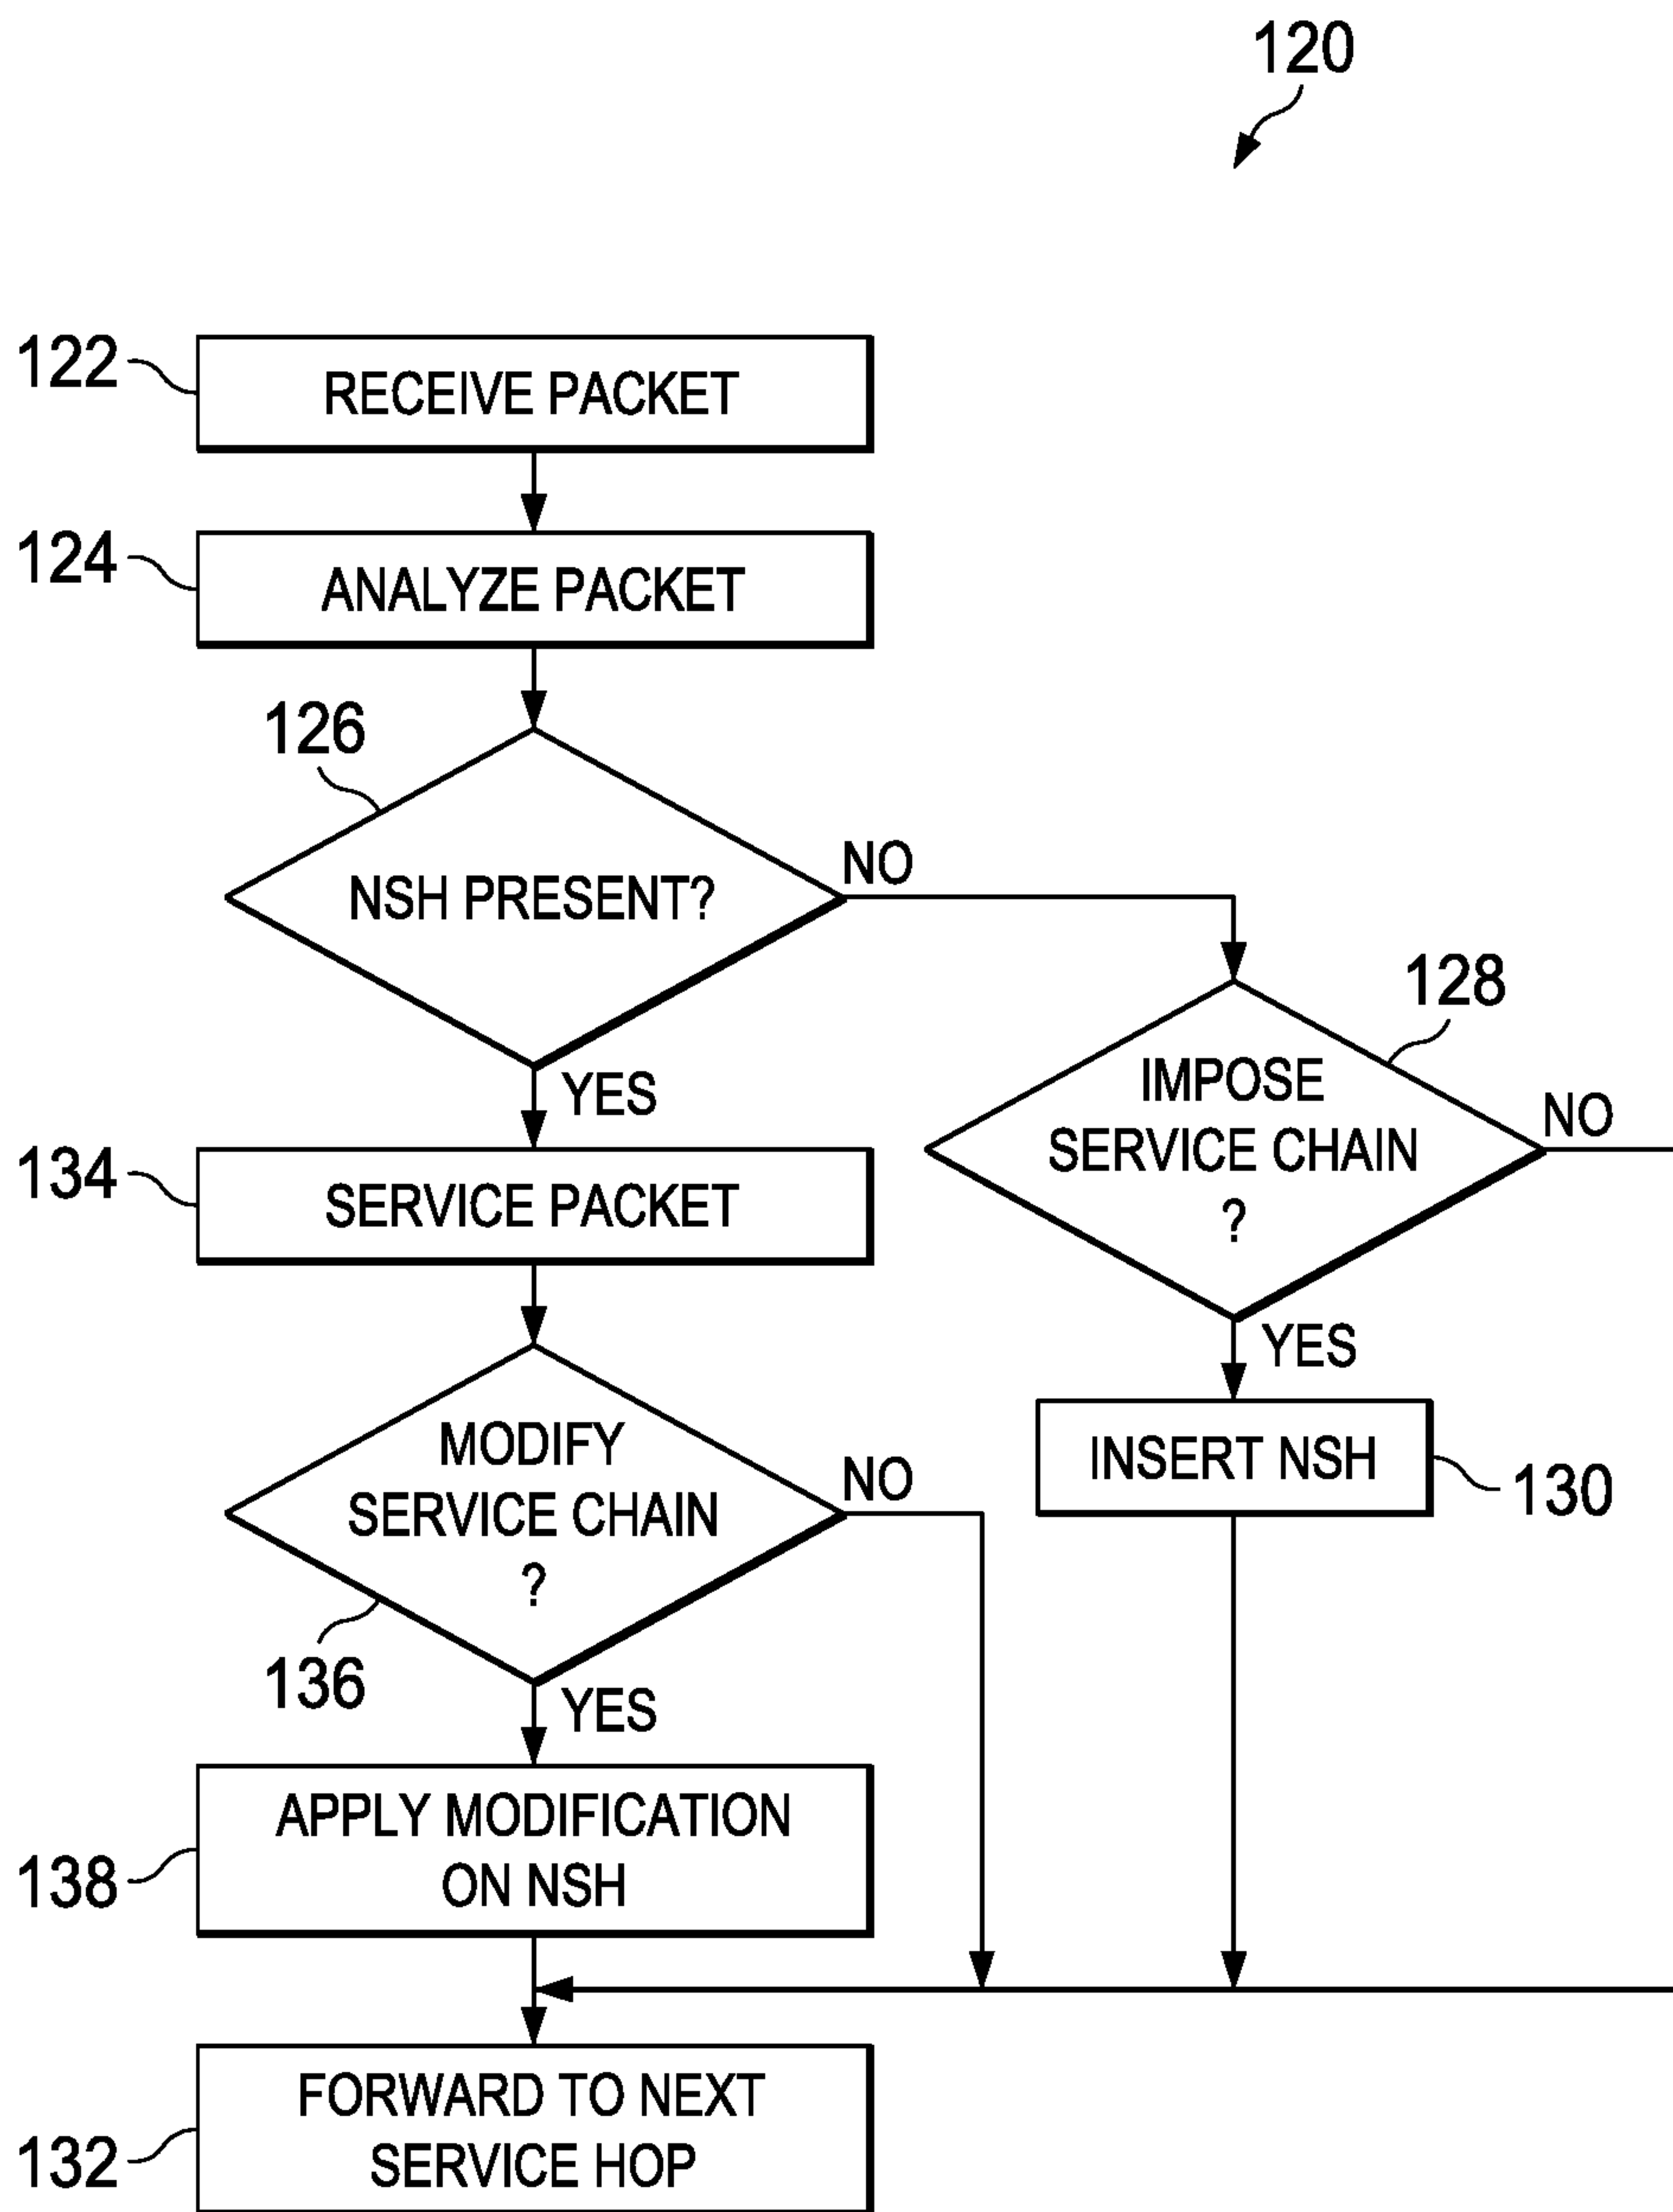 120
122
RECEIVE PACKET
124
ANALYZE PACKET
126
NSH PRESENT?
NO
YES
128
IMPOSE
SERVICE CHAIN
?
NO
YES
134
SERVICE PACKET
MODIFY
SERVICE CHAIN
?
NO
136
YES
INSERT NSH
130
138
APPLY MODIFICATION
ON NSH
132
FORWARD TO NEXT
SERVICE HOP